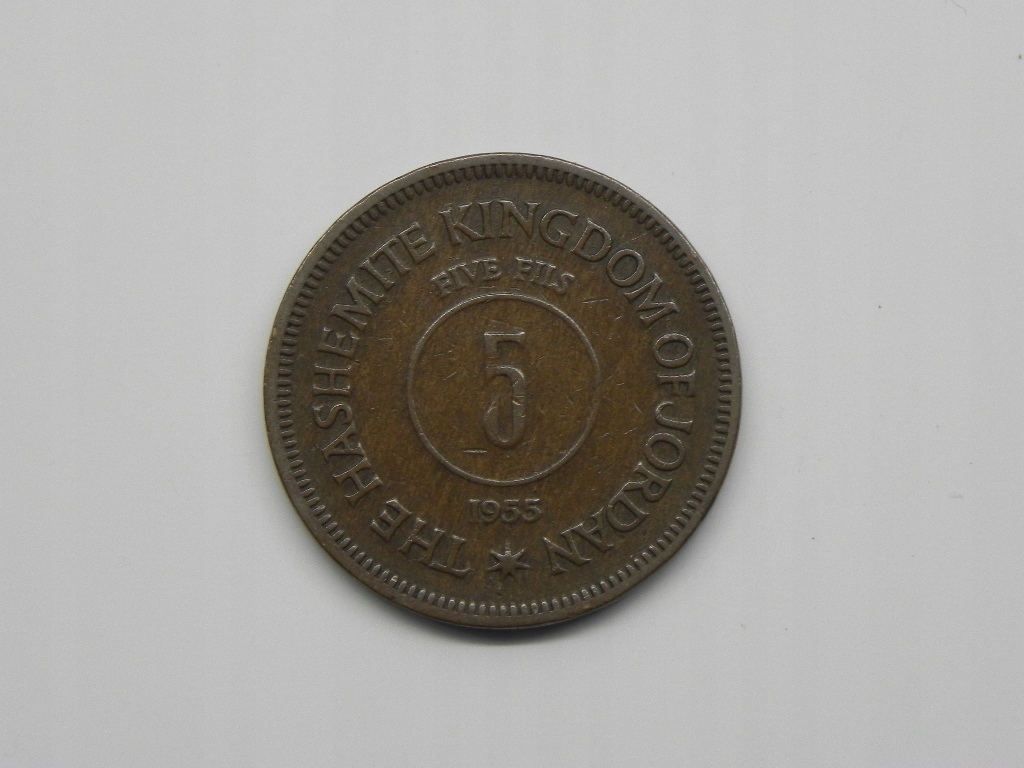 THE HASHEMITE KINGDOM OF JORDAN
FIVE FILS
5
1955